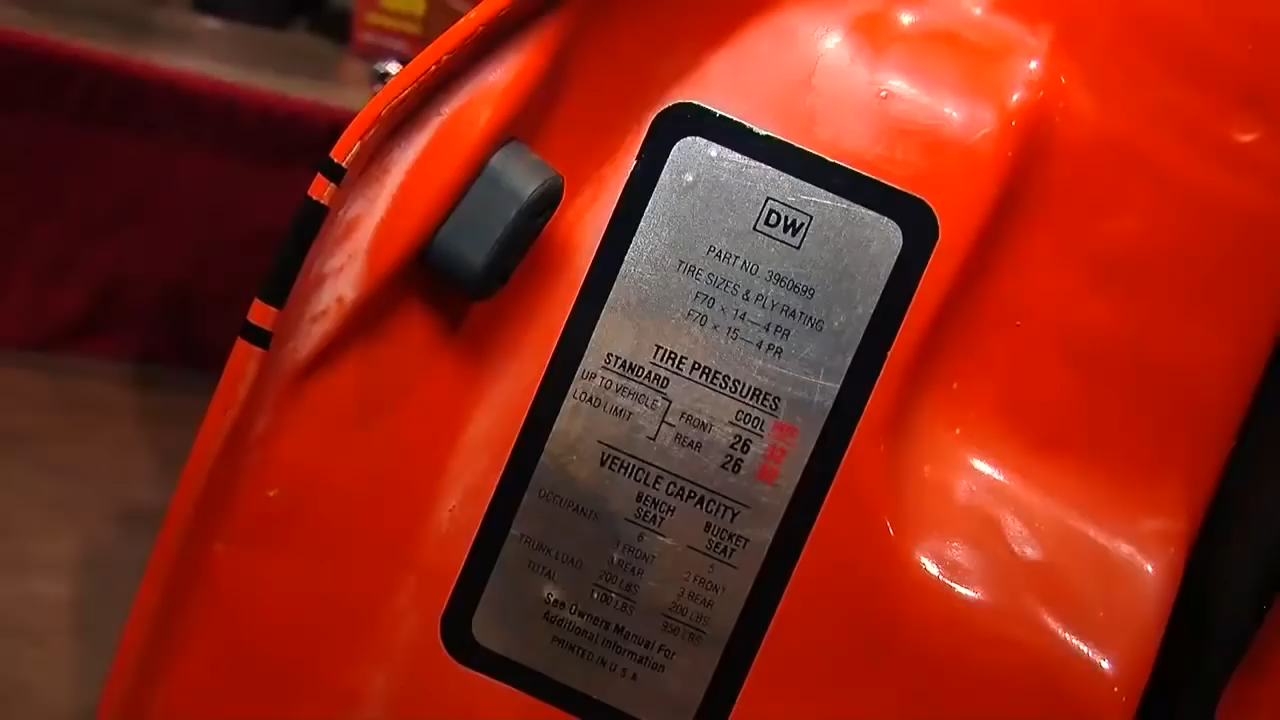 DW
PART NO. 3960699
TIRE SIZES & PLY RATING
F70 x 14—4 PR
F70 x 15—4 PR
TIRE PRESSURES
STANDARD
COOL
UP TO VEHICLE
LOAD LIMIT
FRONT 26 32
REAR 26
VEHICLE CAPACITY
BENCH SEAT BUCKET SEAT
OCCUPANTS 6 5
1 FRONT 2 FRONT
3 REAR 3 REAR
TRUNK LOAD 200 LBS 200 LBS
TOTAL 1100 LBS 950 LBS
See Owners Manual For
Additional Information
PRINTED IN U.S.A